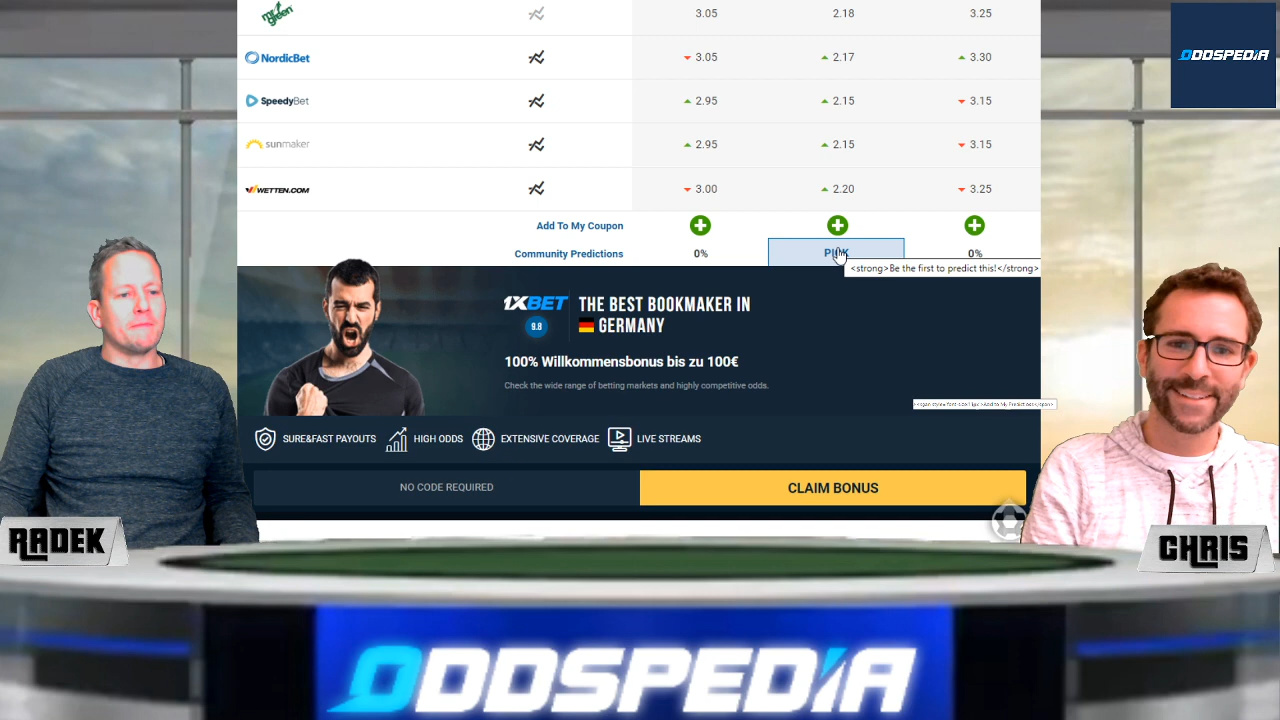 mr green 3.05 2.18 3.25
ODDSPEDIA
NordicBet 3.05 2.17 3.30
SpeedyBet 2.95 2.15 3.15
sunmaker 2.95 2.15 3.15
WETTEN.COM 3.00 2.20 3.25
Add To My Coupon
Community Predictions 0% 0%
<strong>Be the first to predict this!</strong>
1XBET
9.8
THE BEST BOOKMAKER IN
GERMANY
100% Willkommensbonus bis zu 100€
Check the wide range of betting markets and highly competitive odds.
SURE&FAST PAYOUTS HIGH ODDS EXTENSIVE COVERAGE LIVE STREAMS
NO CODE REQUIRED CLAIM BONUS
RADEK
CHRIS
ODDSPEDIA